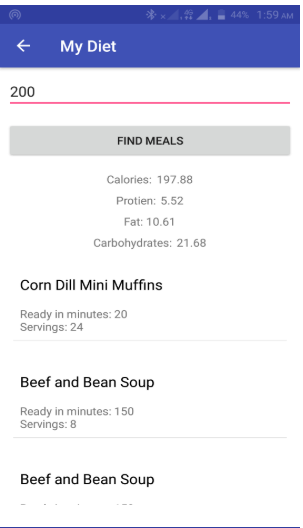 44% 1:59 AM
My Diet
200
FIND MEALS
Calories: 197.88
Protien: 5.52
Fat: 10.61
Carbohydrates: 21.68
Corn Dill Mini Muffins
Ready in minutes: 20
Servings: 24
Beef and Bean Soup
Ready in minutes: 150
Servings: 8
Beef and Bean Soup